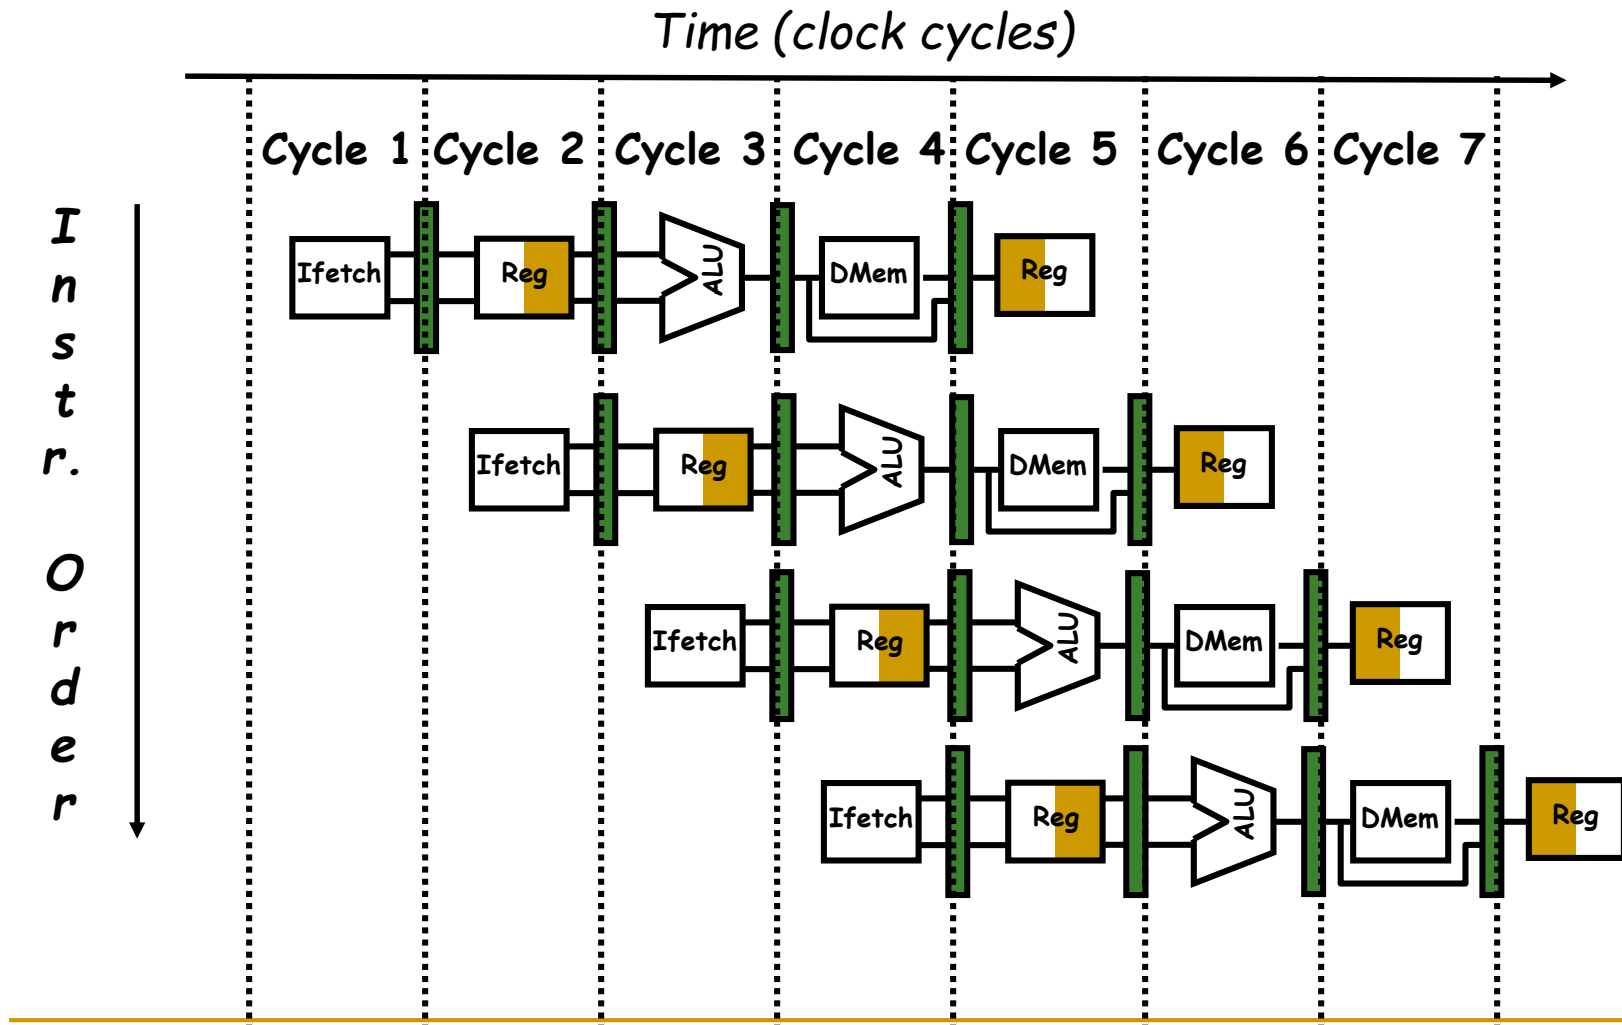 Time (clock cycles)
Cycle 1 Cycle 2 Cycle 3 Cycle 4 Cycle 5 Cycle 6 Cycle 7
Instr. Order
Ifetch Reg ALU DMem Reg
Ifetch Reg ALU DMem Reg
Ifetch Reg ALU DMem Reg
Ifetch Reg ALU DMem Reg